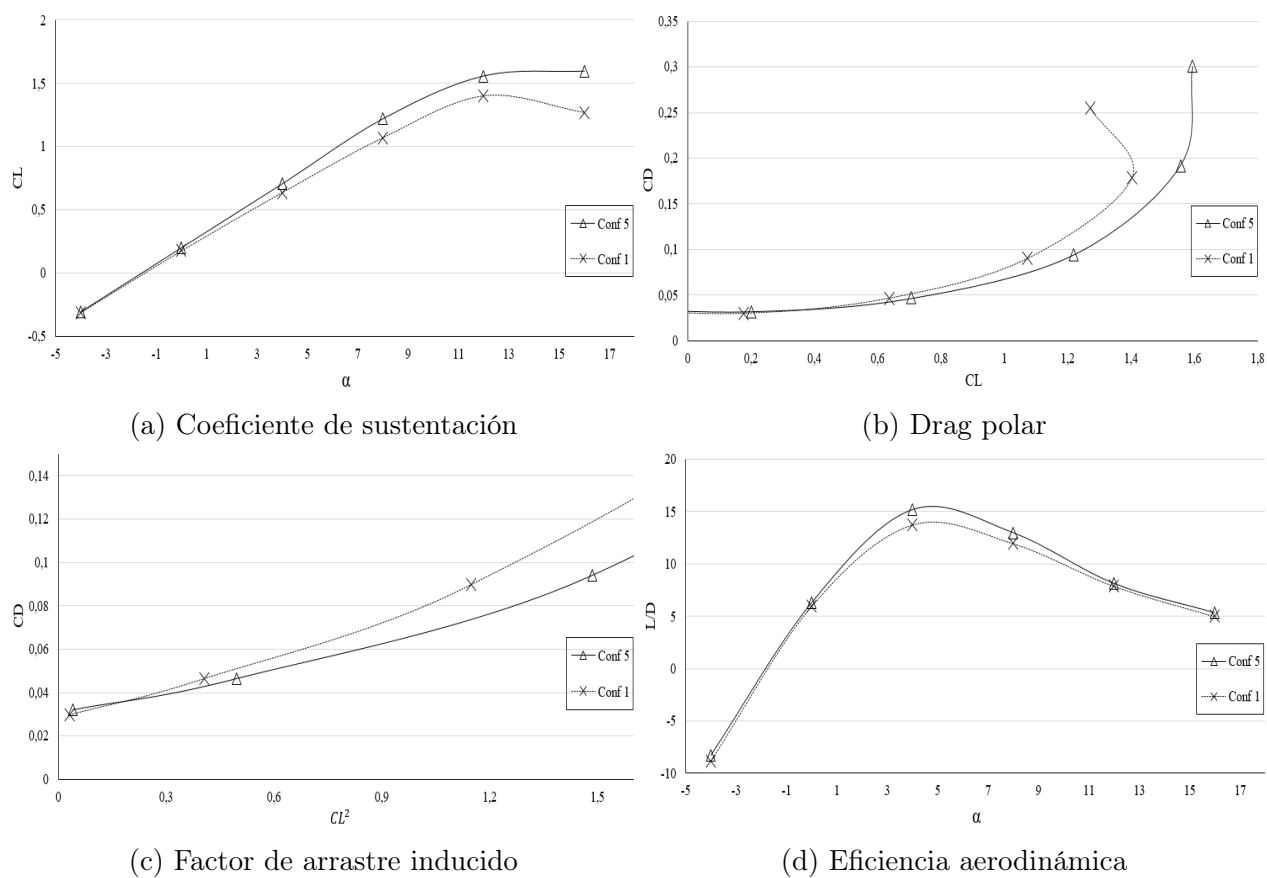 2
1,5
1
0,5
0
-0,5
CL
-5 -3 -1 1 3 5 7 9 11 13 15 17
α
Conf 5
Conf 1
(a) Coeficiente de sustentación
0,35
0,3
0,25
0,2
0,15
0,1
0,05
0
CD
0 0,2 0,4 0,6 0,8 1 1,2 1,4 1,6 1,8
CL
Conf 5
Conf 1
(b) Drag polar
0,14
0,12
0,1
0,08
0,06
0,04
0,02
0
CD
0 0,3 0,6 0,9 1,2 1,5
CL²
Conf 5
Conf 1
(c) Factor de arrastre inducido
20
15
10
5
0
-5
-10
L/D
-5 -3 -1 1 3 5 7 9 11 13 15 17
α
Conf 5
Conf 1
(d) Eficiencia aerodinámica